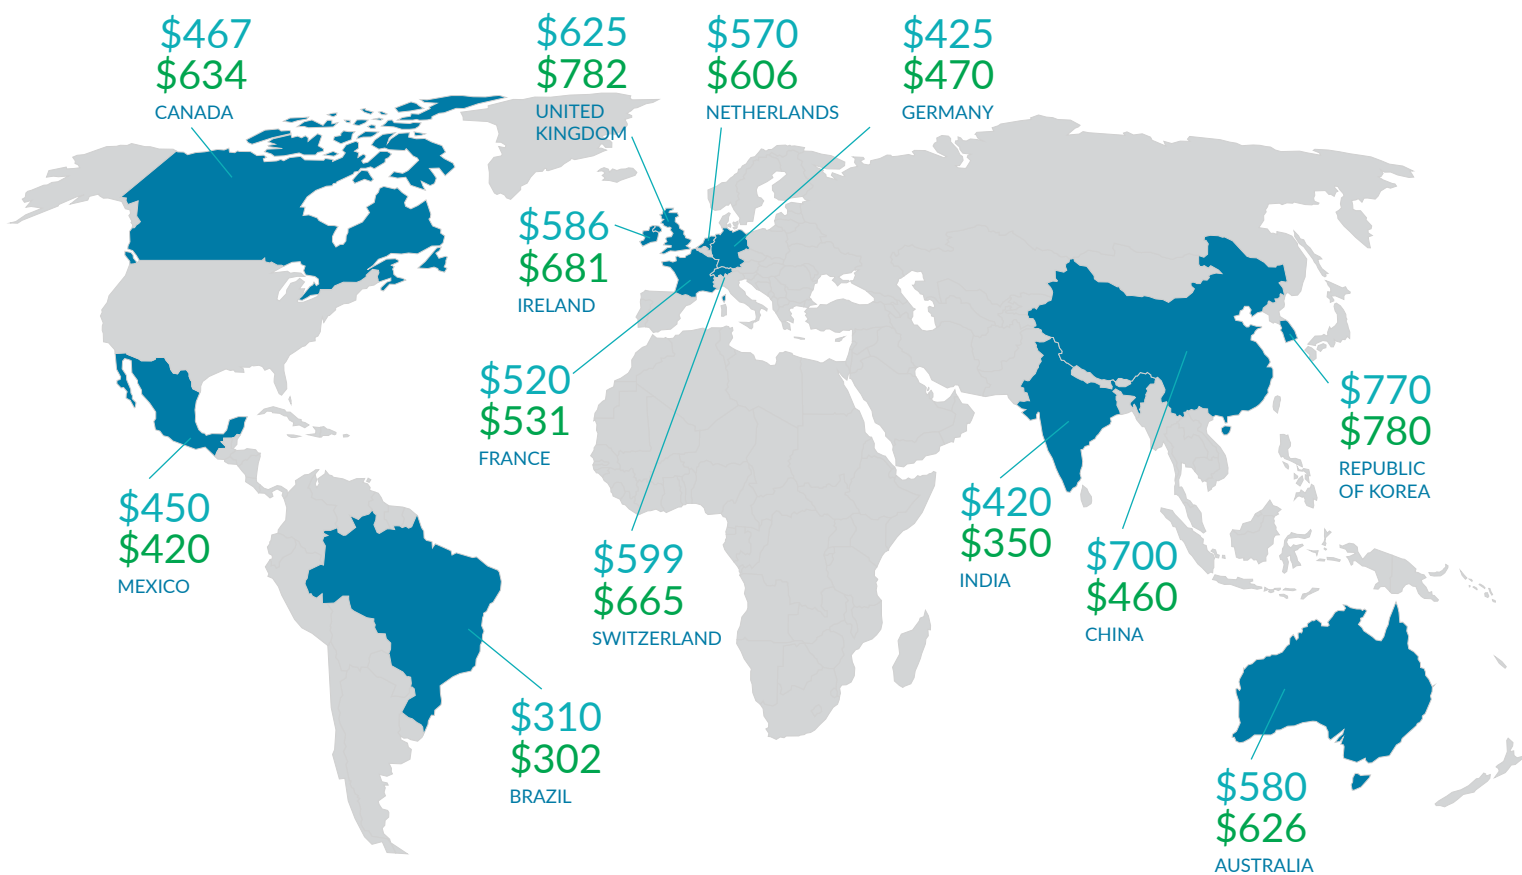 $467
$634
CANADA
$625
$782
UNITED
KINGDOM
$570
$606
NETHERLANDS
$425
$470
GERMANY
$586
$681
IRELAND
$520
$531
FRANCE
$770
$780
REPUBLIC
OF KOREA
$450
$420
MEXICO
$599
$665
SWITZERLAND
$420
$350
INDIA
$700
$460
CHINA
$310
$302
BRAZIL
$580
$626
AUSTRALIA